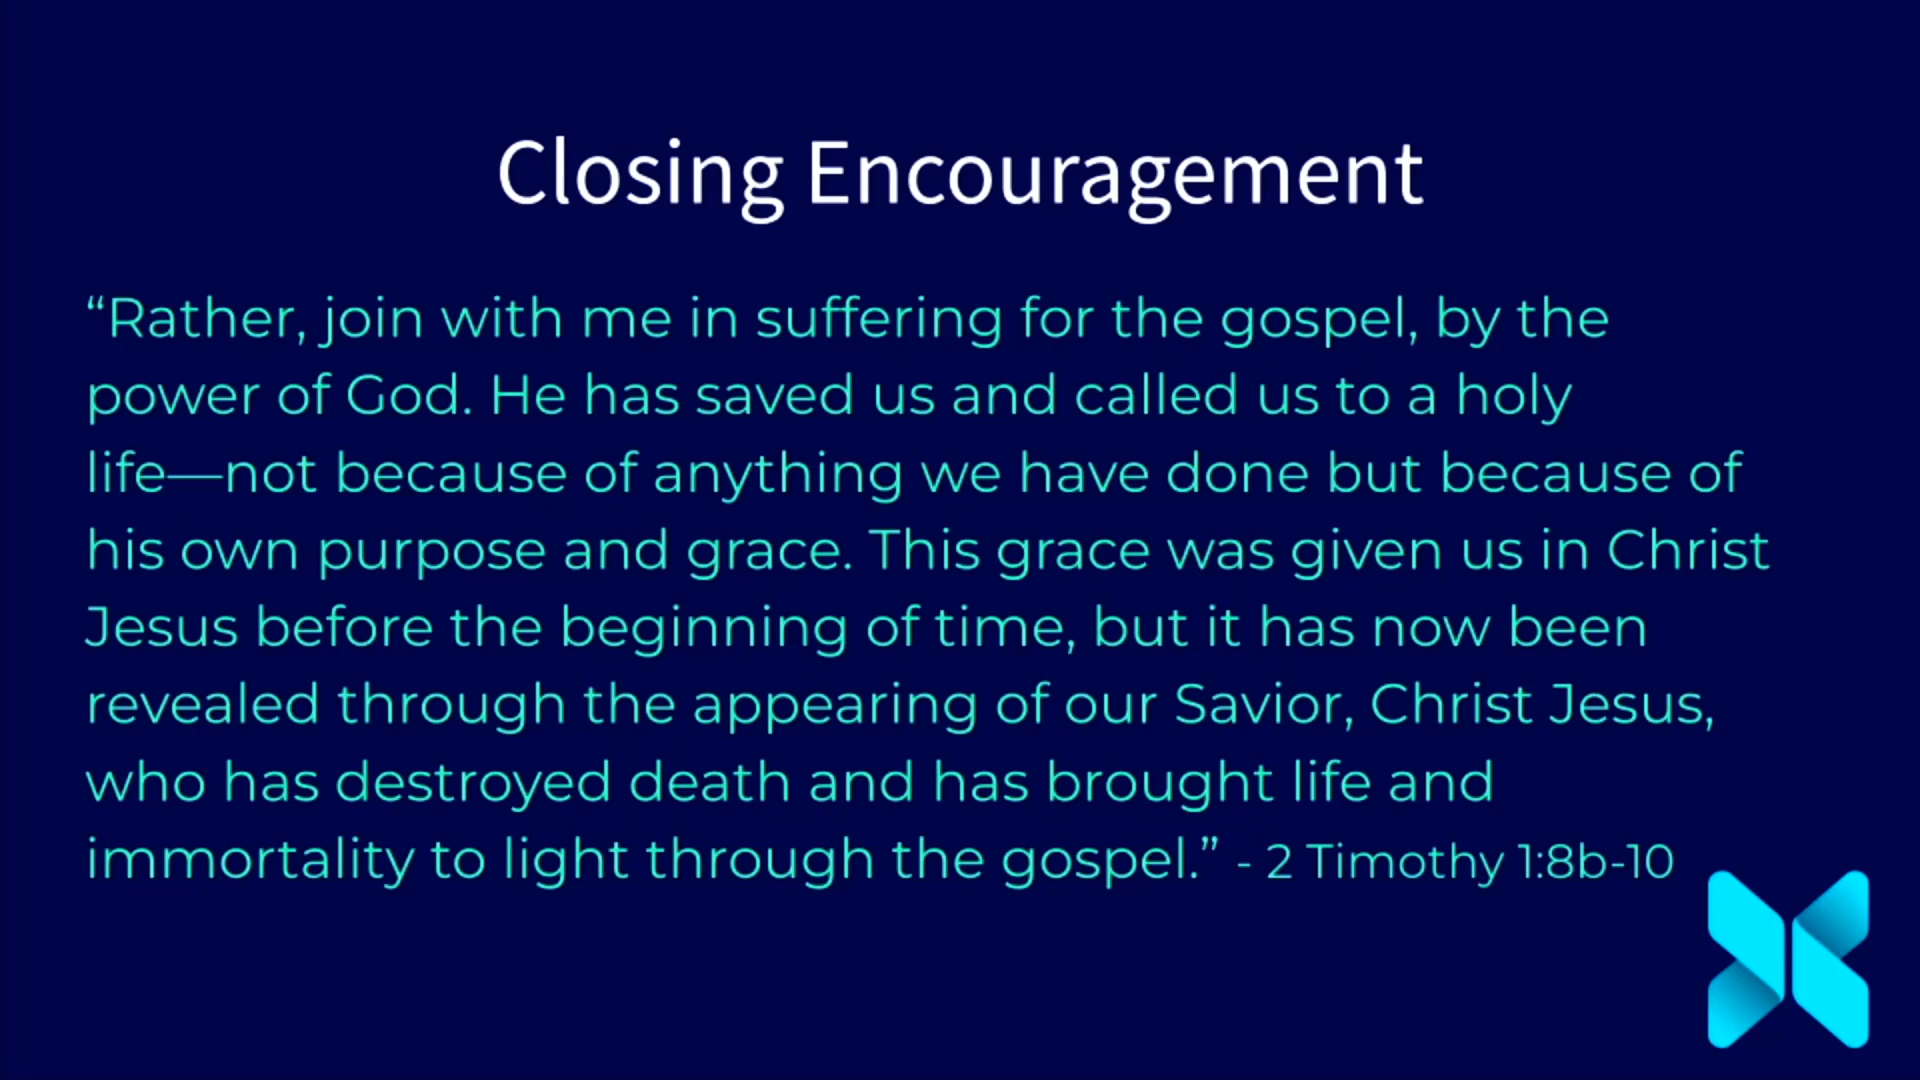 Closing Encouragement
“Rather, join with me in suffering for the gospel, by the
power of God. He has saved us and called us to a holy
life—not because of anything we have done but because of
his own purpose and grace. This grace was given us in Christ
Jesus before the beginning of time, but it has now been
revealed through the appearing of our Savior, Christ Jesus,
who has destroyed death and has brought life and
immortality to light through the gospel.” - 2 Timothy 1:8b-10